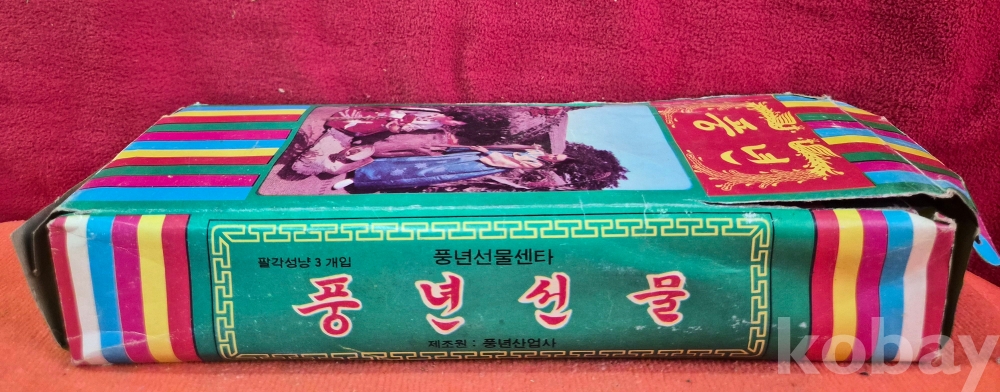 풍년
팔각성냥 3 개입
풍년선물센타
풍년선물
제조원 : 풍년산업사
kobay